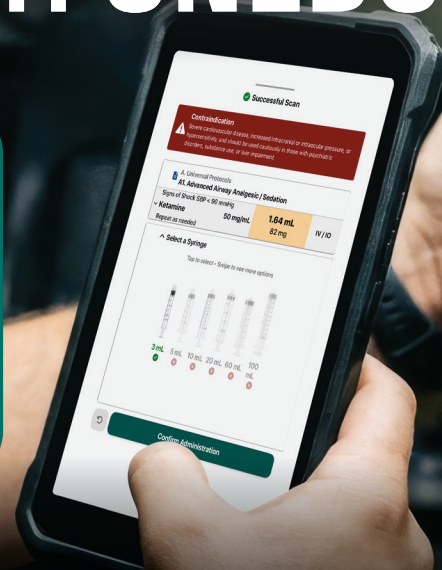 Successful Scan
Contraindication
Severe cardiovascular disease, increased intracranial or intraocular pressure, or
hypersensitivity, and should be used cautiously in those with psychiatric
disorders, substance use, or liver impairment
A. Universal Protocols
A1. Advanced Airway Analgesic / Sedation
Signs of Shock SBP < 90 mmHg
Ketamine 50 mg/mL 1.64 mL IV / IO
Repeat as needed 82 mg
Select a Syringe
Tap to select • Swipe to see more options
3 mL 5 mL 10 mL 20 mL 60 mL 100 mL
Confirm Administration